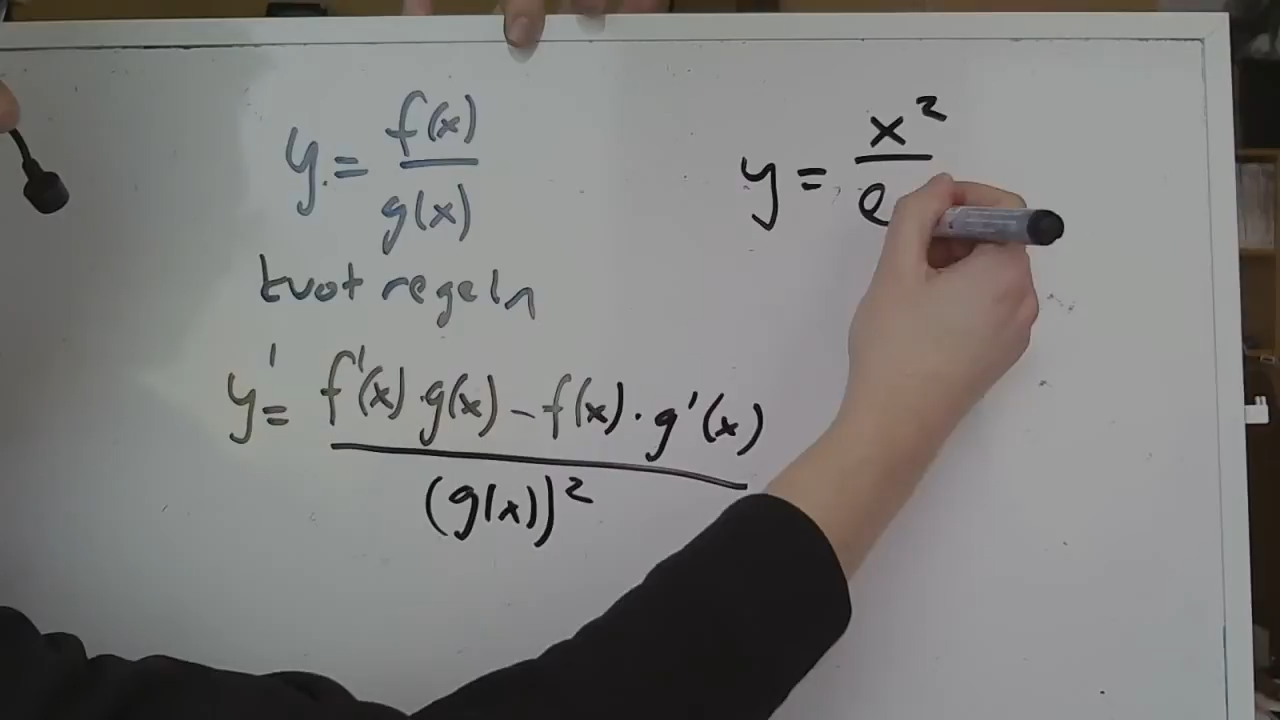 y = f(x)/g(x)
kvotregeln
y' = f'(x)·g(x) − f(x)·g'(x)
(g(x))²
y = x²/e